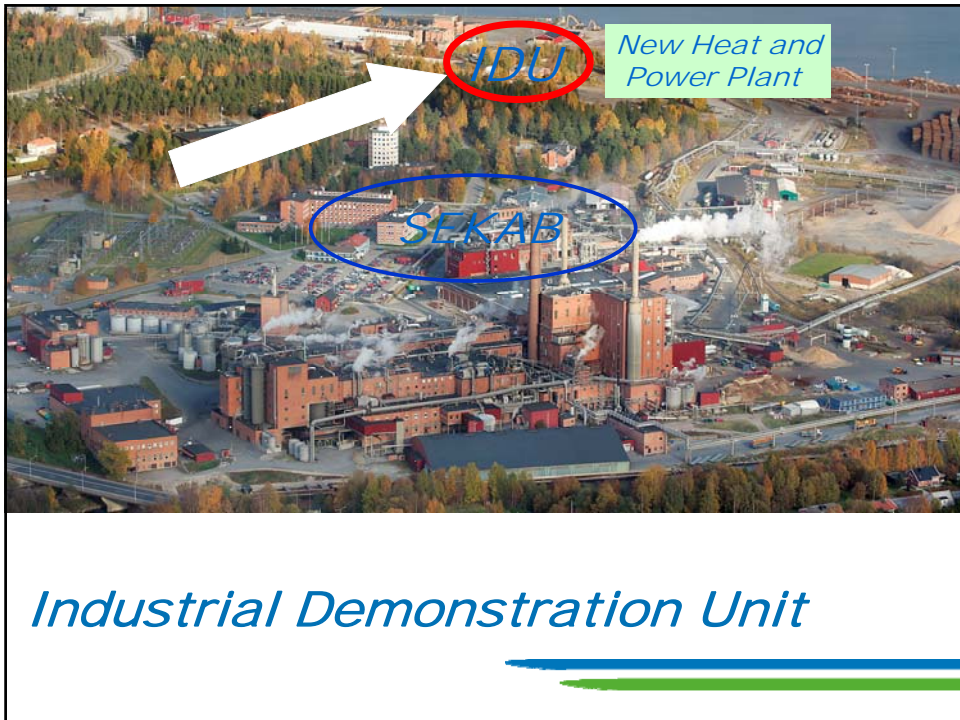 IDU
New Heat and
Power Plant
SEKAB
Industrial Demonstration Unit